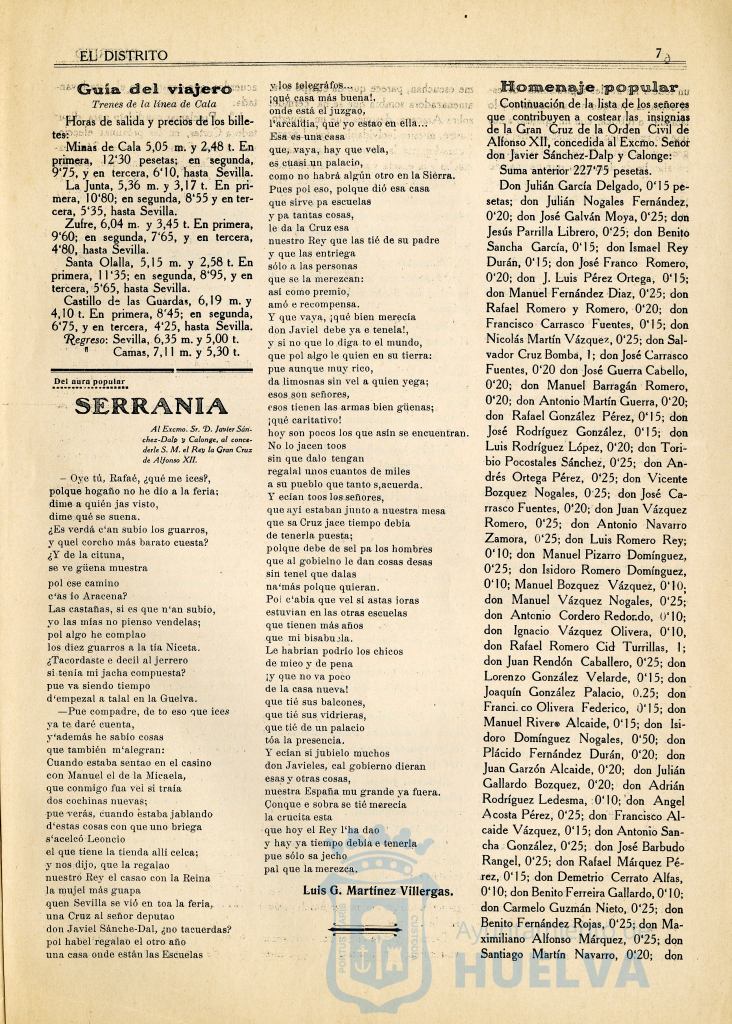 EL DISTRITO
7
Guía del viajero
Trenes de la línea de Cala
Horas de salida y precios de los bille-
tes:
Minas de Cala 5,05 m. y 2,48 t. En
primera, 12'30 pesetas; en segunda,
9'75, y en tercera, 6'10, hasta Sevilla.
La Junta, 5,36 m. y 3,17 t. En pri-
mera, 10'80; en segunda, 8'55 y en ter-
cera, 5'35, hasta Sevilla.
Zufre, 6,04 m. y 3,45 t. En primera,
9'60; en segunda, 7'65, y en tercera,
4'80, hasta Sevilla.
Santa Olalla, 5,15 m. y 2,58 t. En
primera, 11'35; en segunda, 8'95, y en
tercera, 5'65, hasta Sevilla.
Castillo de las Guardas, 6,19 m. y
4,10 t. En primera, 8'45; en segunda,
6'75, y en tercera, 4'25, hasta Sevilla.
Regreso: Sevilla, 6,35 m. y 5,00 t.
" Camas, 7,11 m. y 5,30 t.
Del aura popular
SERRANIA
Al Excmo. Sr. D. Javier Sán-
chez-Dalp y Calonge, al conce-
derle S. M. el Rey la Gran Cruz
de Alfonso XII.
— Oye tú, Rafaé, ¿qué me ices?,
porque hogaño no he dio a la feria;
dime a quién jas visto,
dime qué se suena.
¿Es verdá c'an subío los guarros,
y quel corcho más barato cuesta?
¿Y de la cituna,
se ve güena muestra
pol ese camino
c'as ío Aracena?
Las castañas, si es que n'an subio,
yo las mías no pienso vendelas;
pol algo he complao
los diez guarros a la tía Niceta.
¿Tacordaste e decil al jerrero
si tenía mi jacha compuesta?
pue va siendo tiempo
d'empezal a talal en la Guelva.
—Pue compadre, de to eso que ices
ya te daré cuenta,
y'además he sabío cosas
que también m'alegran:
Cuando estaba sentao en el casino
con Manuel el de la Micaela,
que conmigo fua vel si traía
dos cochinas nuevas;
pue verás, cuando estaba jablando
d'estas cosas con que uno briega
s'acelcó Leoncio
el que tiene la tienda allí celca;
y nos dijo, que la regalao
nuestro Rey el casao con la Reina
la mujel más guapa
quen Sevilla se vió en toa la feria,
una Cruz al señor deputao
don Javiel Sánche-Dal, ¿no tacuerdas?
pol habel regalao el otro año
una casa onde están las Escuelas
y los telegráfos...
¡qué casa más buena!,
onde está el juzgao,
l'arcaldia, que yo estao en ella...
Esa es una casa
que, vaya, hay que vela,
es cuasi un palacio,
como no habrá algún otro en la Sierra.
Pues pol eso, porque dió esa casa
que sirve pa escuelas
y pa tantas cosas,
le da la Cruz esa
nuestro Rey que las tié de su padre
y que las entriega
sólo a las personas
que se la merezcan:
así como premio,
amó e recompensa.
Y que vaya, ¡qué bien merecía
don Javiel debe ya e tenela!,
y si no que lo diga to el mundo,
que pol algo le quien en su tierra:
pue aunque muy rico,
da limosnas sin vel a quien yega;
esos son señores,
esos tienen las armas bien güenas;
¡qué caritativo!
hoy son pocos los que asín se encuentran.
No lo jacen toos
sin que dalo tengan
regalal unos cuantos de miles
a su pueblo que tanto s,acuerda.
Y ecían toos los señores,
que ayí estaban junto a nuestra mesa
que sa Cruz jace tiempo debía
de tenerla puesta;
polque debe de sel pa los hombres
que al gobielno le dan cosas desas
sin tenel que dalas
na'más polque quieran.
Pol c'abía que vel si astas joras
estuvían en las otras escuelas
que tienen más años
que mi bisabuela.
Le habrían podrío los chicos
de mieo y de pena
¡y que no va poco
de la casa nueva!
que tié sus balcones,
que tié sus vidrieras,
que tié de un palacio
tóa la presencia.
Y ecían si jubielo muchos
don Javieles, cal gobierno dieran
esas y otras cosas,
nuestra España mu grande ya fuera.
Conque e sobra se tié merecía
la crucita esta
que hoy el Rey l'ha dao
y hay ya tiempo debía e tenerla
pue sólo sa jecho
pal que la merezca.
Luis G. Martínez Villergas.
Homenaje popular
Continuación de la lista de los señores
que contribuyen a costear las insignias
de la Gran Cruz de la Orden Civil de
Alfonso XII, concedida al Excmo. Señor
don Javier Sánchez-Dalp y Calonge:
Suma anterior 227'75 pesetas.
Don Julián García Delgado, 0'15 pe-
setas; don Julián Nogales Fernández,
0'20; don José Galván Moya, 0'25; don
Jesús Parrilla Librero, 0'25; don Benito
Sancha García, 0'15; don Ismael Rey
Durán, 0'15; don José Franco Romero,
0'20; don J. Luis Pérez Ortega, 0'15;
don Manuel Fernández Diaz, 0'25; don
Rafael Romero y Romero, 0'20; don
Francisco Carrasco Fuentes, 0'15; don
Nicolás Martín Vázquez, 0'25; don Sal-
vador Cruz Bomba, 1; don José Carrasco
Fuentes, 0'20 don José Guerra Cabello,
0'20; don Manuel Barragán Romero,
0'20; don Antonio Martín Guerra, 0'20;
don Rafael González Pérez, 0'15; don
José Rodríguez González, 0'15; don
Luis Rodríguez López, 0'20; don Tori-
bio Pocostales Sánchez, 0'25; don An-
drés Ortega Pérez, 0'25; don Vicente
Bozquez Nogales, 0'25; don José Ca-
rrasco Fuentes, 0'20; don Juan Vázquez
Romero, 0'25; don Antonio Navarro
Zamora, 0'25; don Luis Romero Rey;
0'10; don Manuel Pizarro Domínguez,
0'25; don Isidoro Romero Domínguez,
0'10; Manuel Bozquez Vázquez, 0'10;
don Manuel Vázquez Nogales, 0'25;
don Antonio Cordero Redondo, 0'10;
don Ignacio Vázquez Olivera, 0'10,
don Rafael Romero Cid Turrillas, 1;
don Juan Rendón Caballero, 0'25; don
Lorenzo González Velarde, 0'15; don
Joaquín González Palacio, 0.25; don
Franci.co Olivera Federico, 0'15; don
Manuel Rivero Alcaide, 0'15; don Isi-
doro Domínguez Nogales, 0'50; don
Plácido Fernández Durán, 0'20; don
Juan Garzón Alcaide, 0'20; don Julián
Gallardo Bozquez, 0'20; don Adrián
Rodríguez Ledesma, 0'10; don Angel
Acosta Pérez, 0'25; don Francisco Al-
caide Vázquez, 0'15; don Antonio San-
cha González, 0'25; don José Barbudo
Rangel, 0'25; don Rafael Márquez Pé-
rez, 0'15; don Demetrio Cerrato Alfas,
0'10; don Benito Ferreira Gallardo, 0'10;
don Carmelo Guzmán Nieto, 0'25; don
Benito Fernández Rojas, 0'25; don Ma-
ximiliano Alfonso Márquez, 0'25; don
Santiago Martín Navarro, 0'20; don
Ayuntamiento de
HUELVA